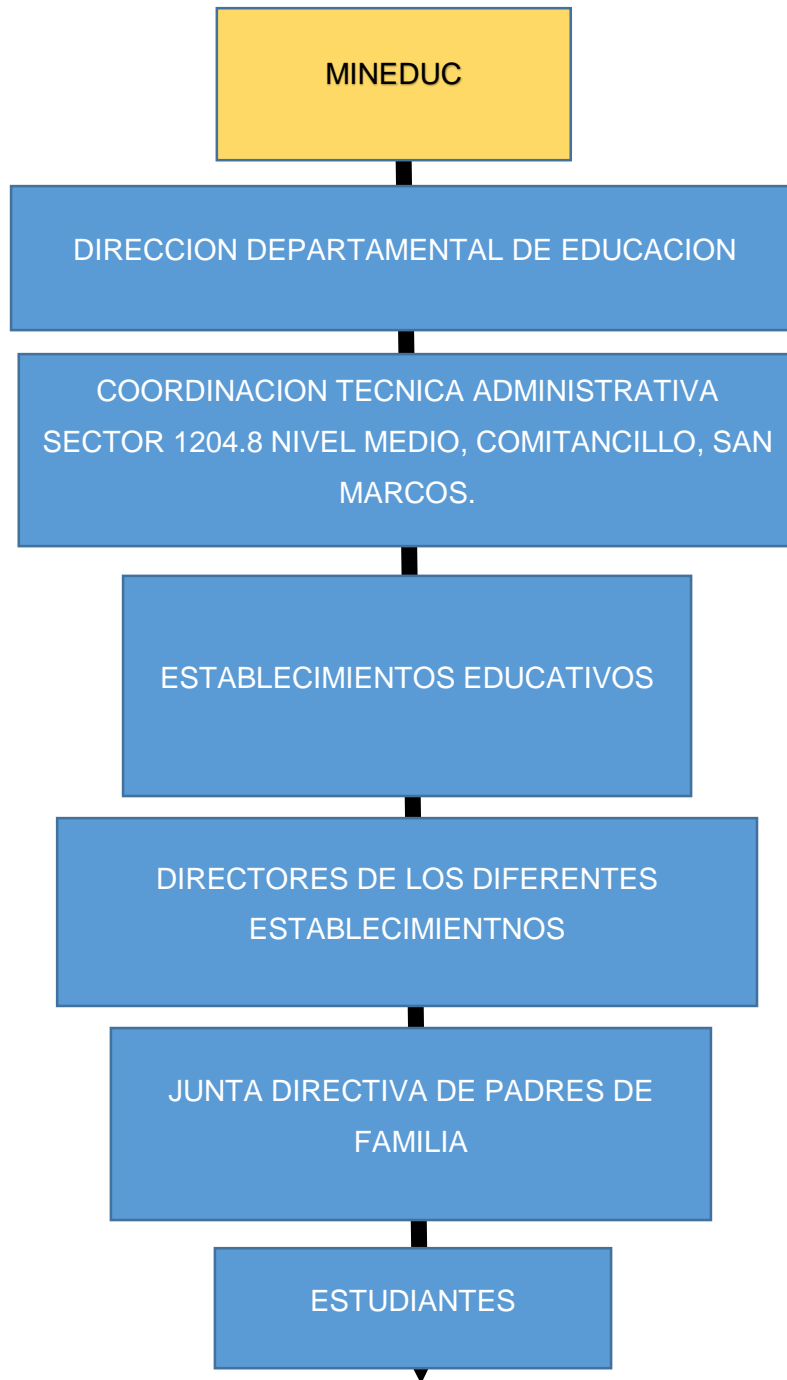 MINEDUC
DIRECCION DEPARTAMENTAL DE EDUCACION
COORDINACION TECNICA ADMINISTRATIVA
SECTOR 1204.8 NIVEL MEDIO, COMITANCILLO, SAN
MARCOS.
ESTABLECIMIENTOS EDUCATIVOS
DIRECTORES DE LOS DIFERENTES
ESTABLECIMIENTNOS
JUNTA DIRECTIVA DE PADRES DE
FAMILIA
ESTUDIANTES